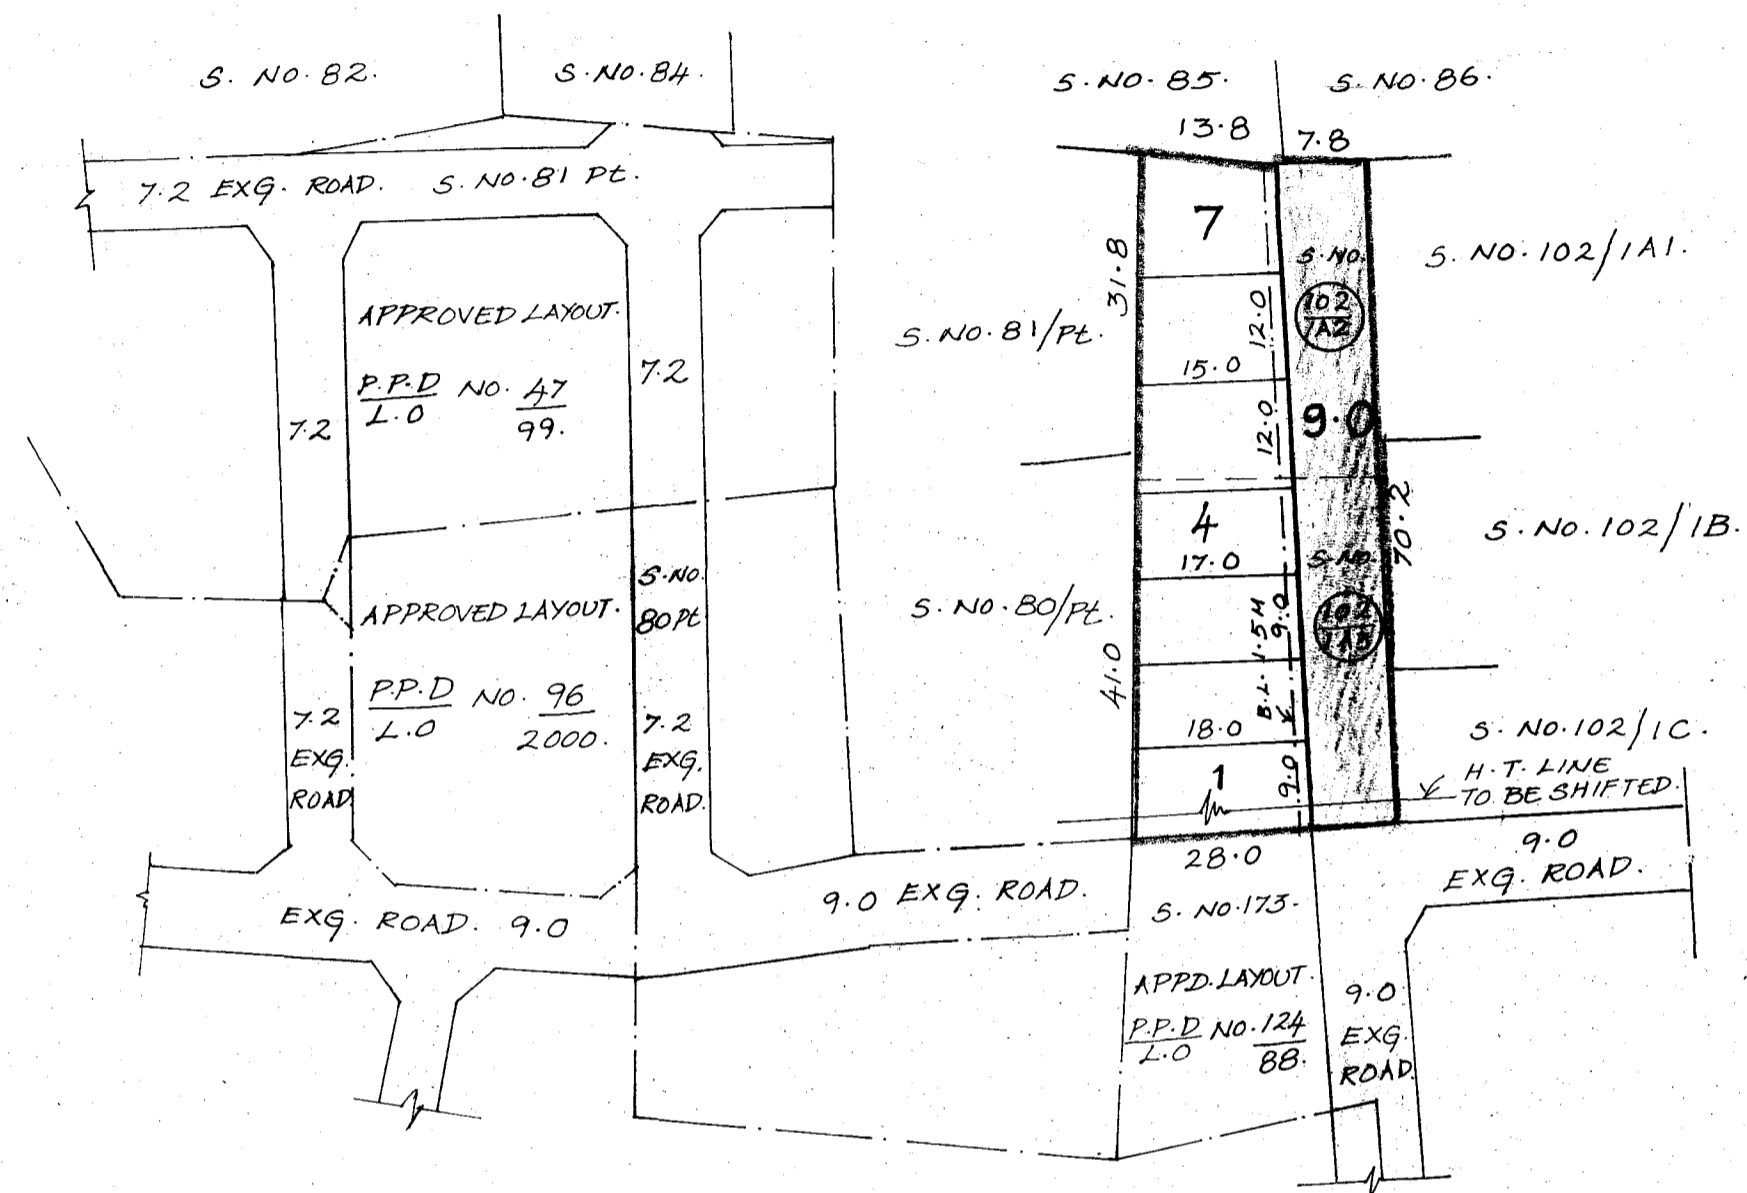 S. NO. 82.
S. NO. 84.
S. NO. 85.
S. NO. 86.
13.8
7.8
7.2 EXG. ROAD. S. NO. 81 Pt.
7
31.8
S. NO.
102
1A2
S. NO. 102/1A1.
APPROVED LAYOUT.
P.P.D NO. 47
L.O 99.
7.2
7.2
S. NO. 81/Pt.
12.0
15.0
12.0
9.0
4
17.0
70.2
S. NO. 102/1B.
S. NO.
S. NO.
80 Pt
APPROVED LAYOUT.
S. NO. 80/Pt.
41.0
B.L. 1.5M
9.0
P.P.D NO. 96
L.O 2000.
7.2
EXG.
ROAD
7.2
EXG.
ROAD.
18.0
1
9.0
S. NO. 102/1C.
H.T. LINE
TO BE SHIFTED.
28.0
9.0
EXG. ROAD.
EXG. ROAD. 9.0
9.0 EXG. ROAD.
S. NO. 173.
APPD. LAYOUT.
P.P.D NO. 124
L.O 88.
9.0
EXG.
ROAD.